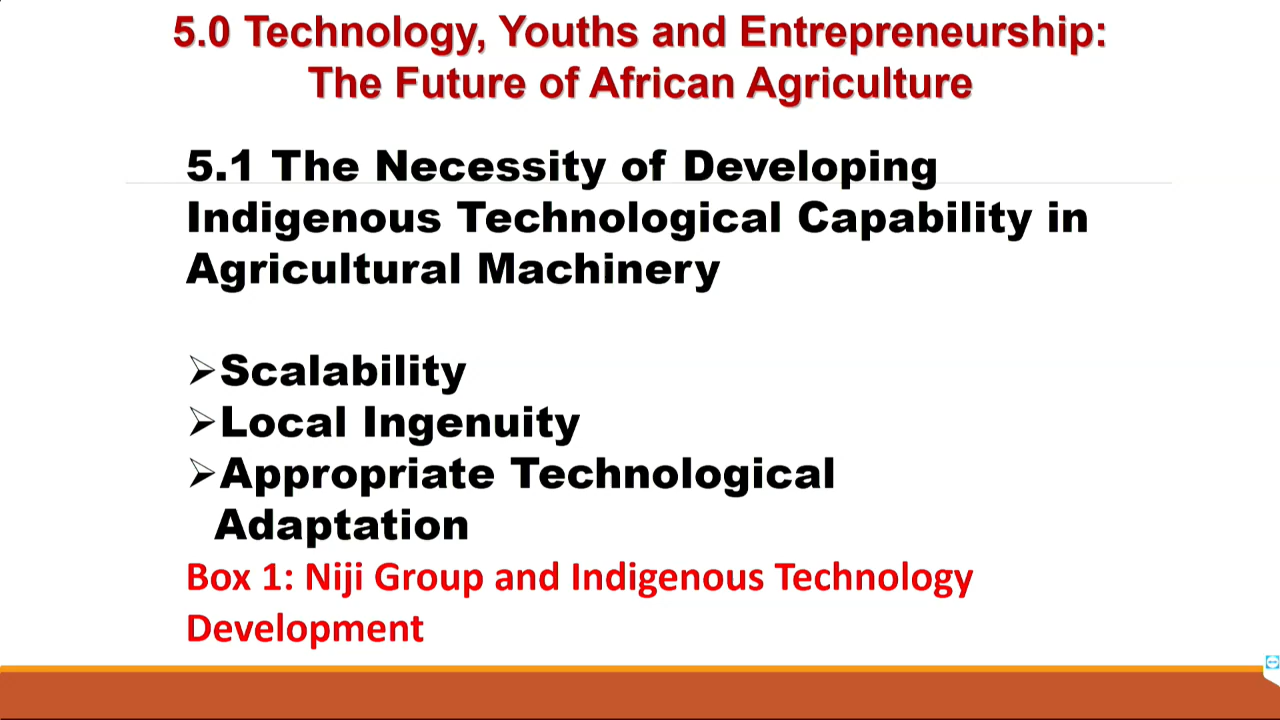 5.0 Technology, Youths and Entrepreneurship:
The Future of African Agriculture
5.1 The Necessity of Developing
Indigenous Technological Capability in
Agricultural Machinery
➢Scalability
➢Local Ingenuity
➢Appropriate Technological
Adaptation
Box 1: Niji Group and Indigenous Technology
Development